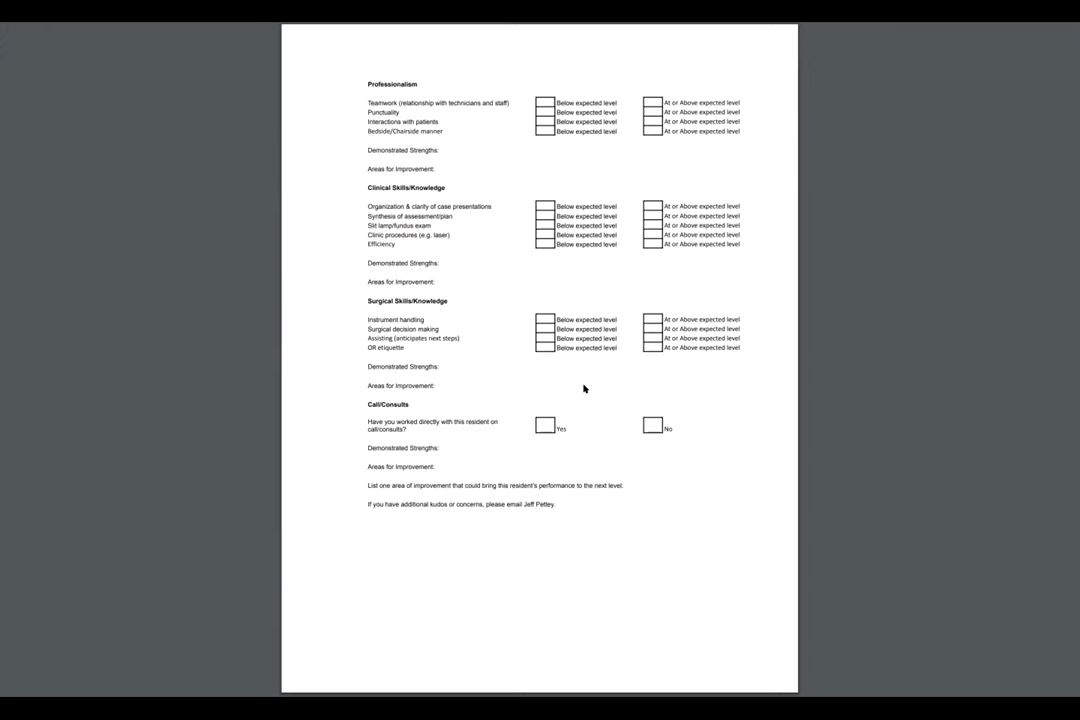 Professionalism
Teamwork (relationship with technicians and staff) Below expected level At or Above expected level
Punctuality Below expected level At or Above expected level
Interactions with patients Below expected level At or Above expected level
Bedside/Chairside manner Below expected level At or Above expected level
Demonstrated Strengths:
Areas for Improvement:
Clinical Skills/Knowledge
Organization & clarity of case presentations Below expected level At or Above expected level
Synthesis of assessment/plan Below expected level At or Above expected level
Slit lamp/fundus exam Below expected level At or Above expected level
Clinic procedures (e.g. laser) Below expected level At or Above expected level
Efficiency Below expected level At or Above expected level
Demonstrated Strengths:
Areas for Improvement:
Surgical Skills/Knowledge
Instrument handling Below expected level At or Above expected level
Surgical decision making Below expected level At or Above expected level
Assisting (anticipates next steps) Below expected level At or Above expected level
OR etiquette Below expected level At or Above expected level
Demonstrated Strengths:
Areas for Improvement:
Call/Consults
Have you worked directly with this resident on
call/consults? Yes No
Demonstrated Strengths:
Areas for Improvement:
List one area of improvement that could bring this resident's performance to the next level:
If you have additional kudos or concerns, please email Jeff Pettey.